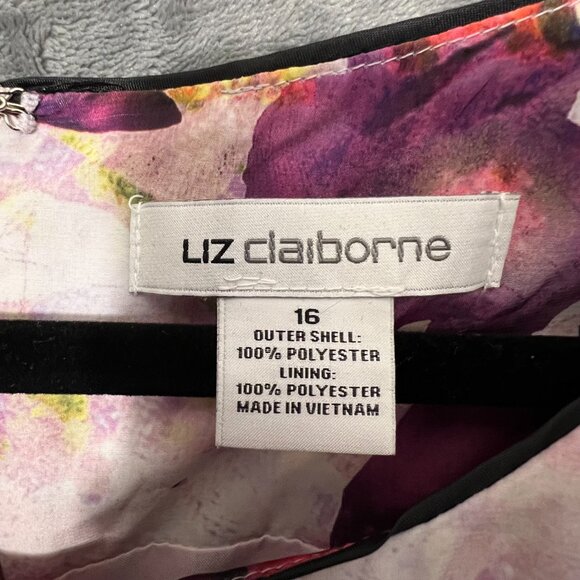 LIZ claiborne
16
OUTER SHELL:
100% POLYESTER
LINING:
100% POLYESTER
MADE IN VIETNAM